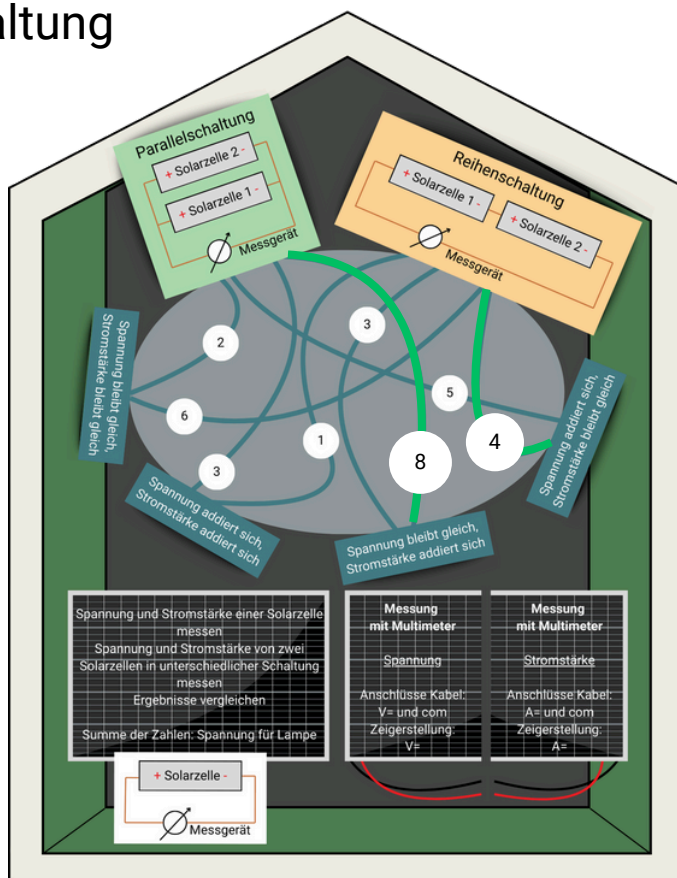 altung
Parallelschaltung
+ Solarzelle 2 -
+ Solarzelle 1 -
Messgerät
Reihenschaltung
+ Solarzelle 1 -
+ Solarzelle 2 -
Messgerät
2
3
5
6
1
4
3
8
Spannung bleibt gleich,
Stromstärke bleibt gleich
Spannung addiert sich,
Stromstärke addiert sich
Spannung bleibt gleich,
Stromstärke addiert sich
Spannung addiert sich,
Stromstärke bleibt gleich
Spannung und Stromstärke einer Solarzelle
messen
Spannung und Stromstärke von zwei
Solarzellen in unterschiedlicher Schaltung
messen
Ergebnisse vergleichen
Summe der Zahlen: Spannung für Lampe
Messung
mit Multimeter
Spannung
Anschlüsse Kabel:
V= und com
Zeigerstellung:
V=
Messung
mit Multimeter
Stromstärke
Anschlüsse Kabel:
A= und com
Zeigerstellung:
A=
+ Solarzelle -
Messgerät